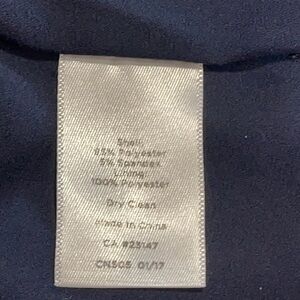 Shell:
95% Polyester
5% Spandex
Lining:
100% Polyester
Dry Clean
Made in China
CA #23147
CN505 01/17